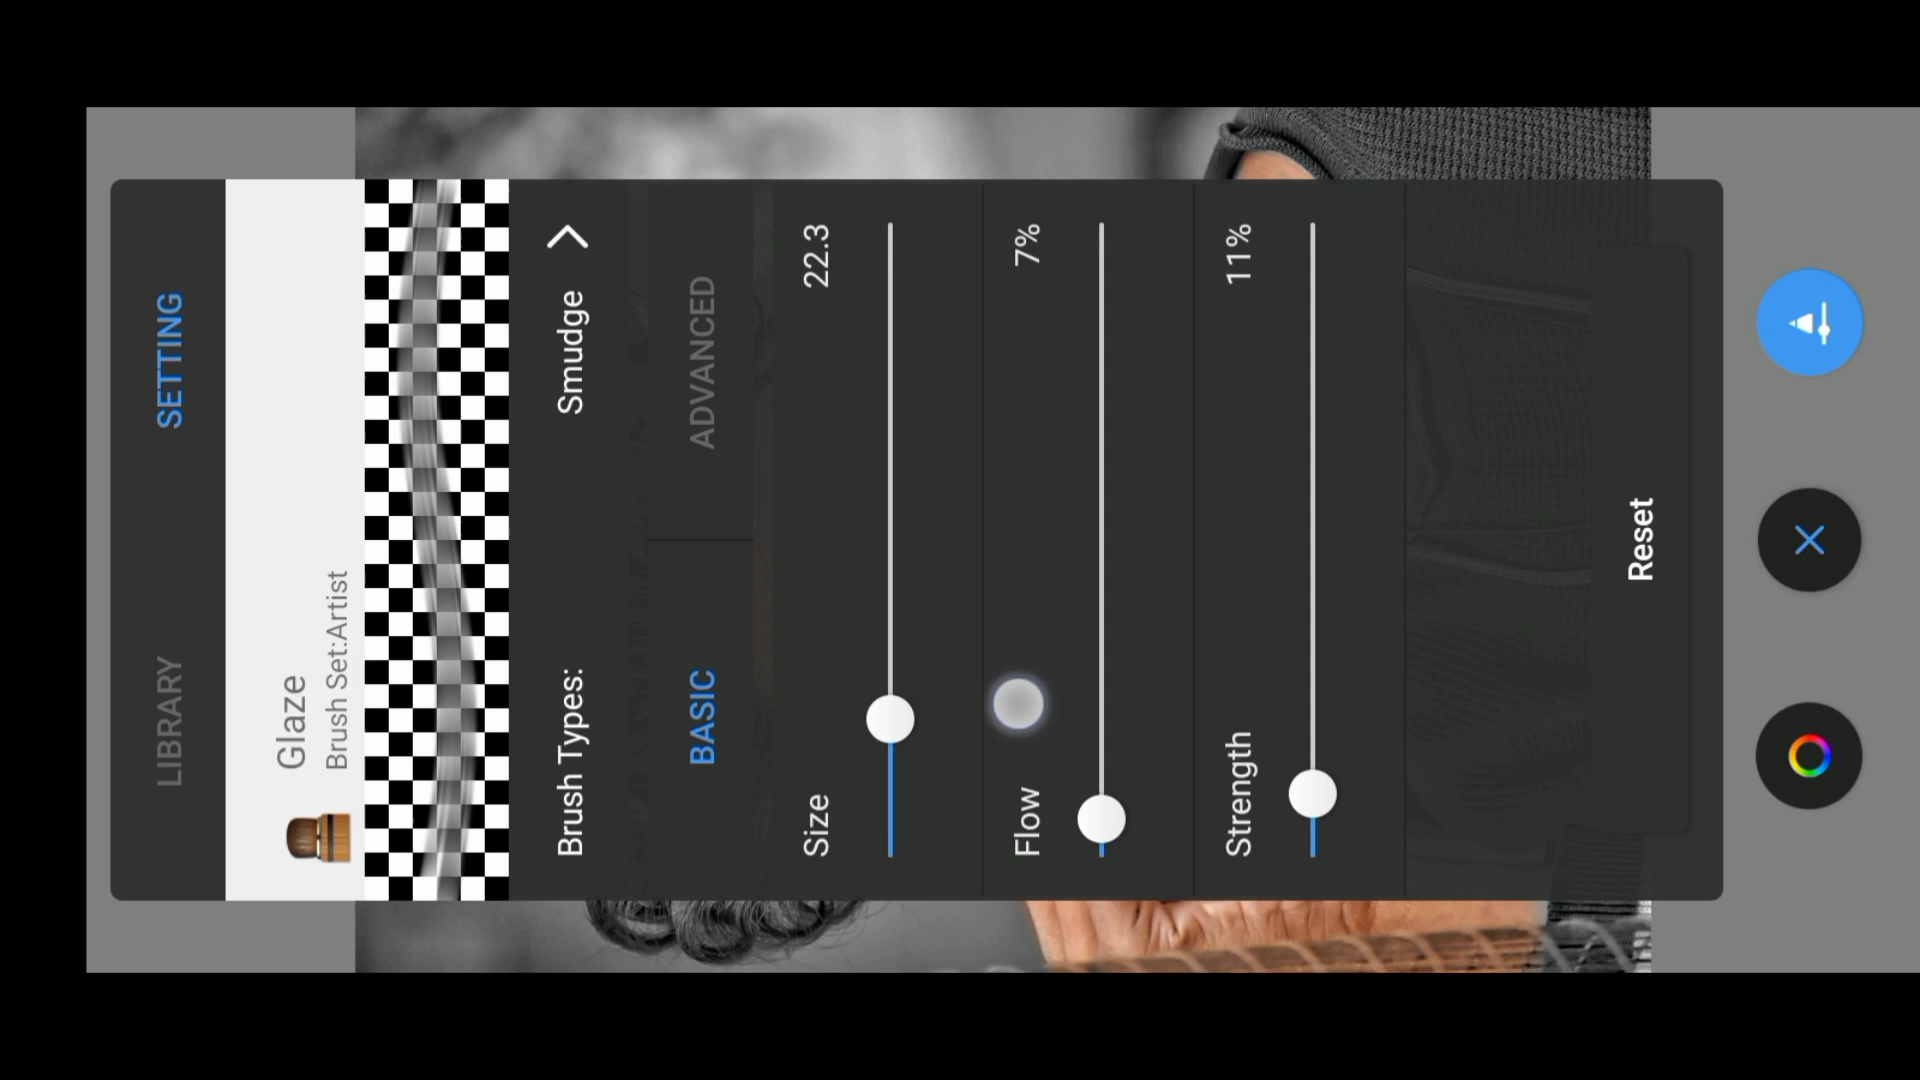 LIBRARY SETTING
Glaze
Brush Set:Artist
Brush Types: Smudge
BASIC ADVANCED
Size 22.3
Flow 7%
Strength 11%
Reset